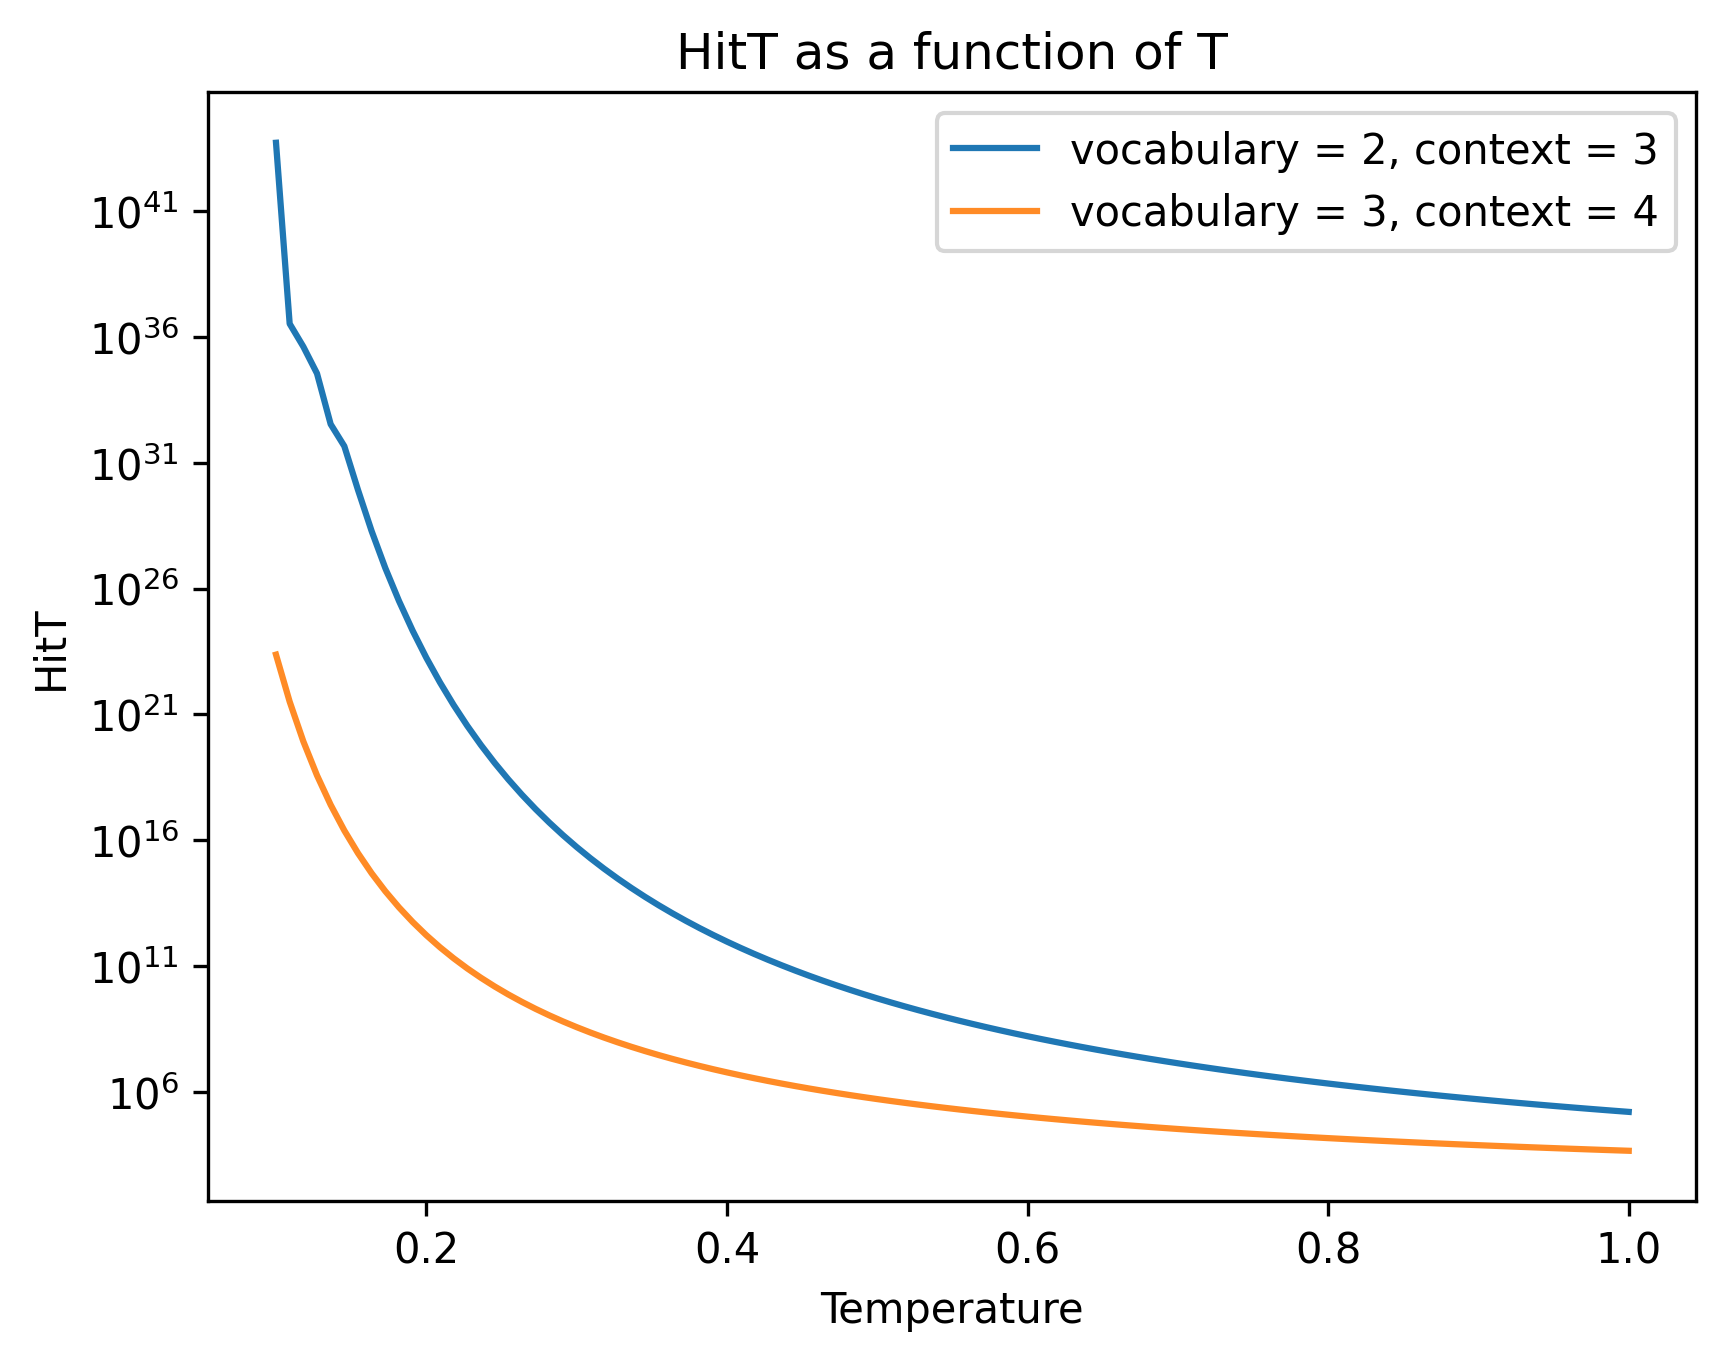 HitT as a function of T
vocabulary = 2, context = 3
vocabulary = 3, context = 4
10^41
10^36
10^31
10^26
10^21
10^16
10^11
10^6
HitT
0.2 0.4 0.6 0.8 1.0
Temperature